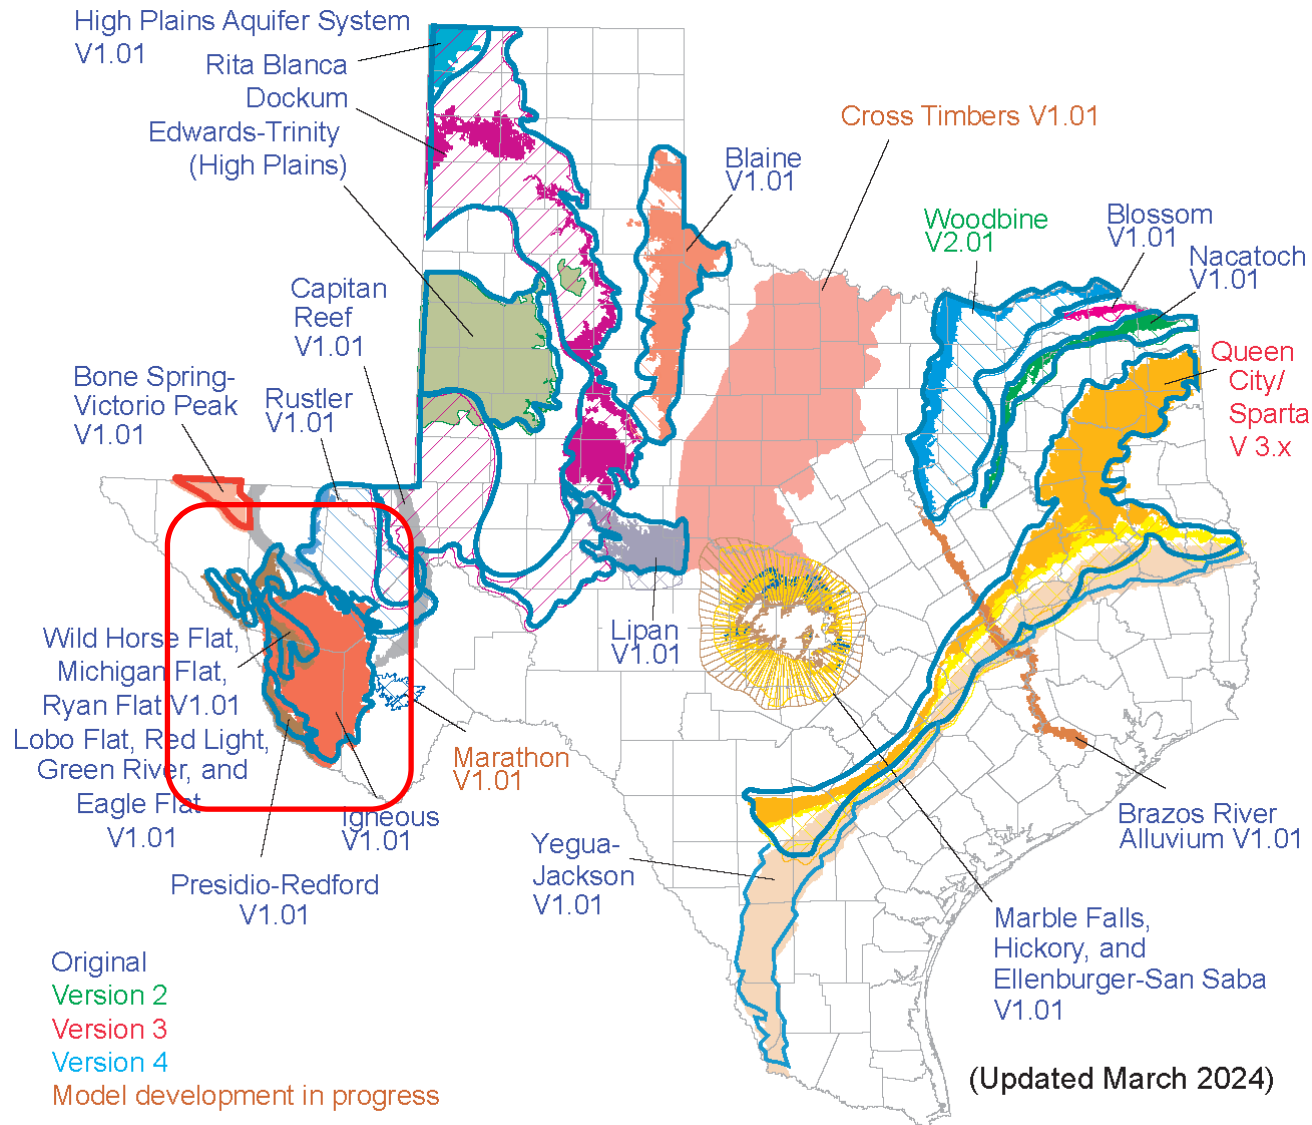 High Plains Aquifer System
V1.01
Rita Blanca
Dockum
Edwards-Trinity
(High Plains)
Cross Timbers V1.01
Blaine
V1.01
Woodbine
V2.01
Blossom
V1.01
Nacatoch
V1.01
Capitan
Reef
V1.01
Queen
City/
Sparta
V 3.x
Bone Spring-
Victorio Peak
V1.01
Rustler
V1.01
Wild Horse Flat,
Michigan Flat,
Ryan Flat V1.01
Lobo Flat, Red Light,
Green River, and
Eagle Flat
V1.01
Lipan
V1.01
Marathon
V1.01
Igneous
V1.01
Presidio-Redford
V1.01
Yegua-
Jackson
V1.01
Brazos River
Alluvium V1.01
Marble Falls,
Hickory, and
Ellenburger-San Saba
V1.01
Original
Version 2
Version 3
Version 4
Model development in progress
(Updated March 2024)